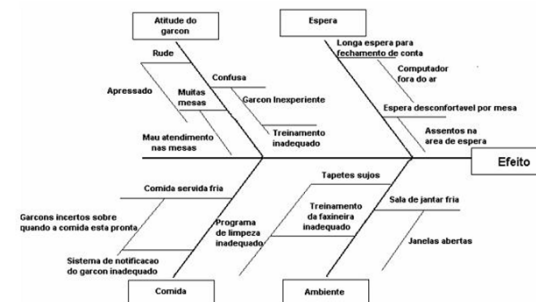 Atitude do
garcon
Espera
Rude
Longa espera para
fechamento de conta
Confusa
Computador
fora do ar
Apressado
Muitas
mesas
Garcon Inexperiente
Espera desconfortavel por mesa
Mau atendimento
nas mesas
Treinamento
inadequado
Assentos na
area de espera
Efeito
Tapetes sujos
Comida servida fria
Sala de jantar fria
Treinamento
da faxineira
inadequado
Garcons incertos sobre
quando a comida esta pronta
Programa
de limpeza
inadequado
Janelas abertas
Sistema de notificacao
do garcon inadequado
Comida
Ambiente